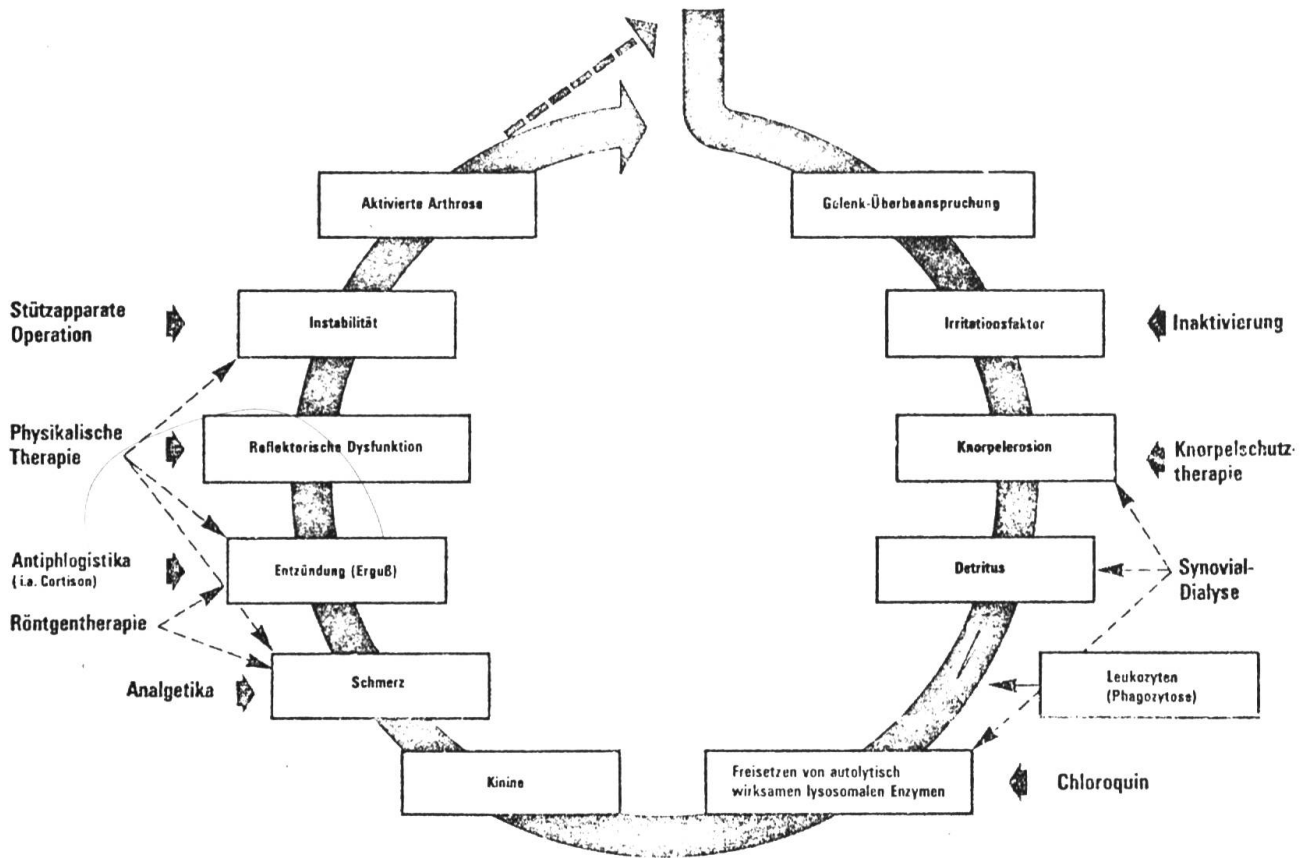 Aktivierte Arthrose
Gelenk-Überbeanspruchung
Stützapparate
Operation
Instabilität
Irritationsfaktor
Inaktivierung
Physikalische
Therapie
Reflektorische Dysfunktion
Knorpelerosion
Knorpelschutz-
therapie
Antiphlogistika
(i.a. Cortison)
Entzündung (Erguß)
Detritus
Synovial-
Dialyse
Röntgentherapie
Analgetika
Schmerz
Leukozyten
(Phagozytose)
Kinine
Freisetzen von autolytisch
wirksamen lysosomalen Enzymen
Chloroquin